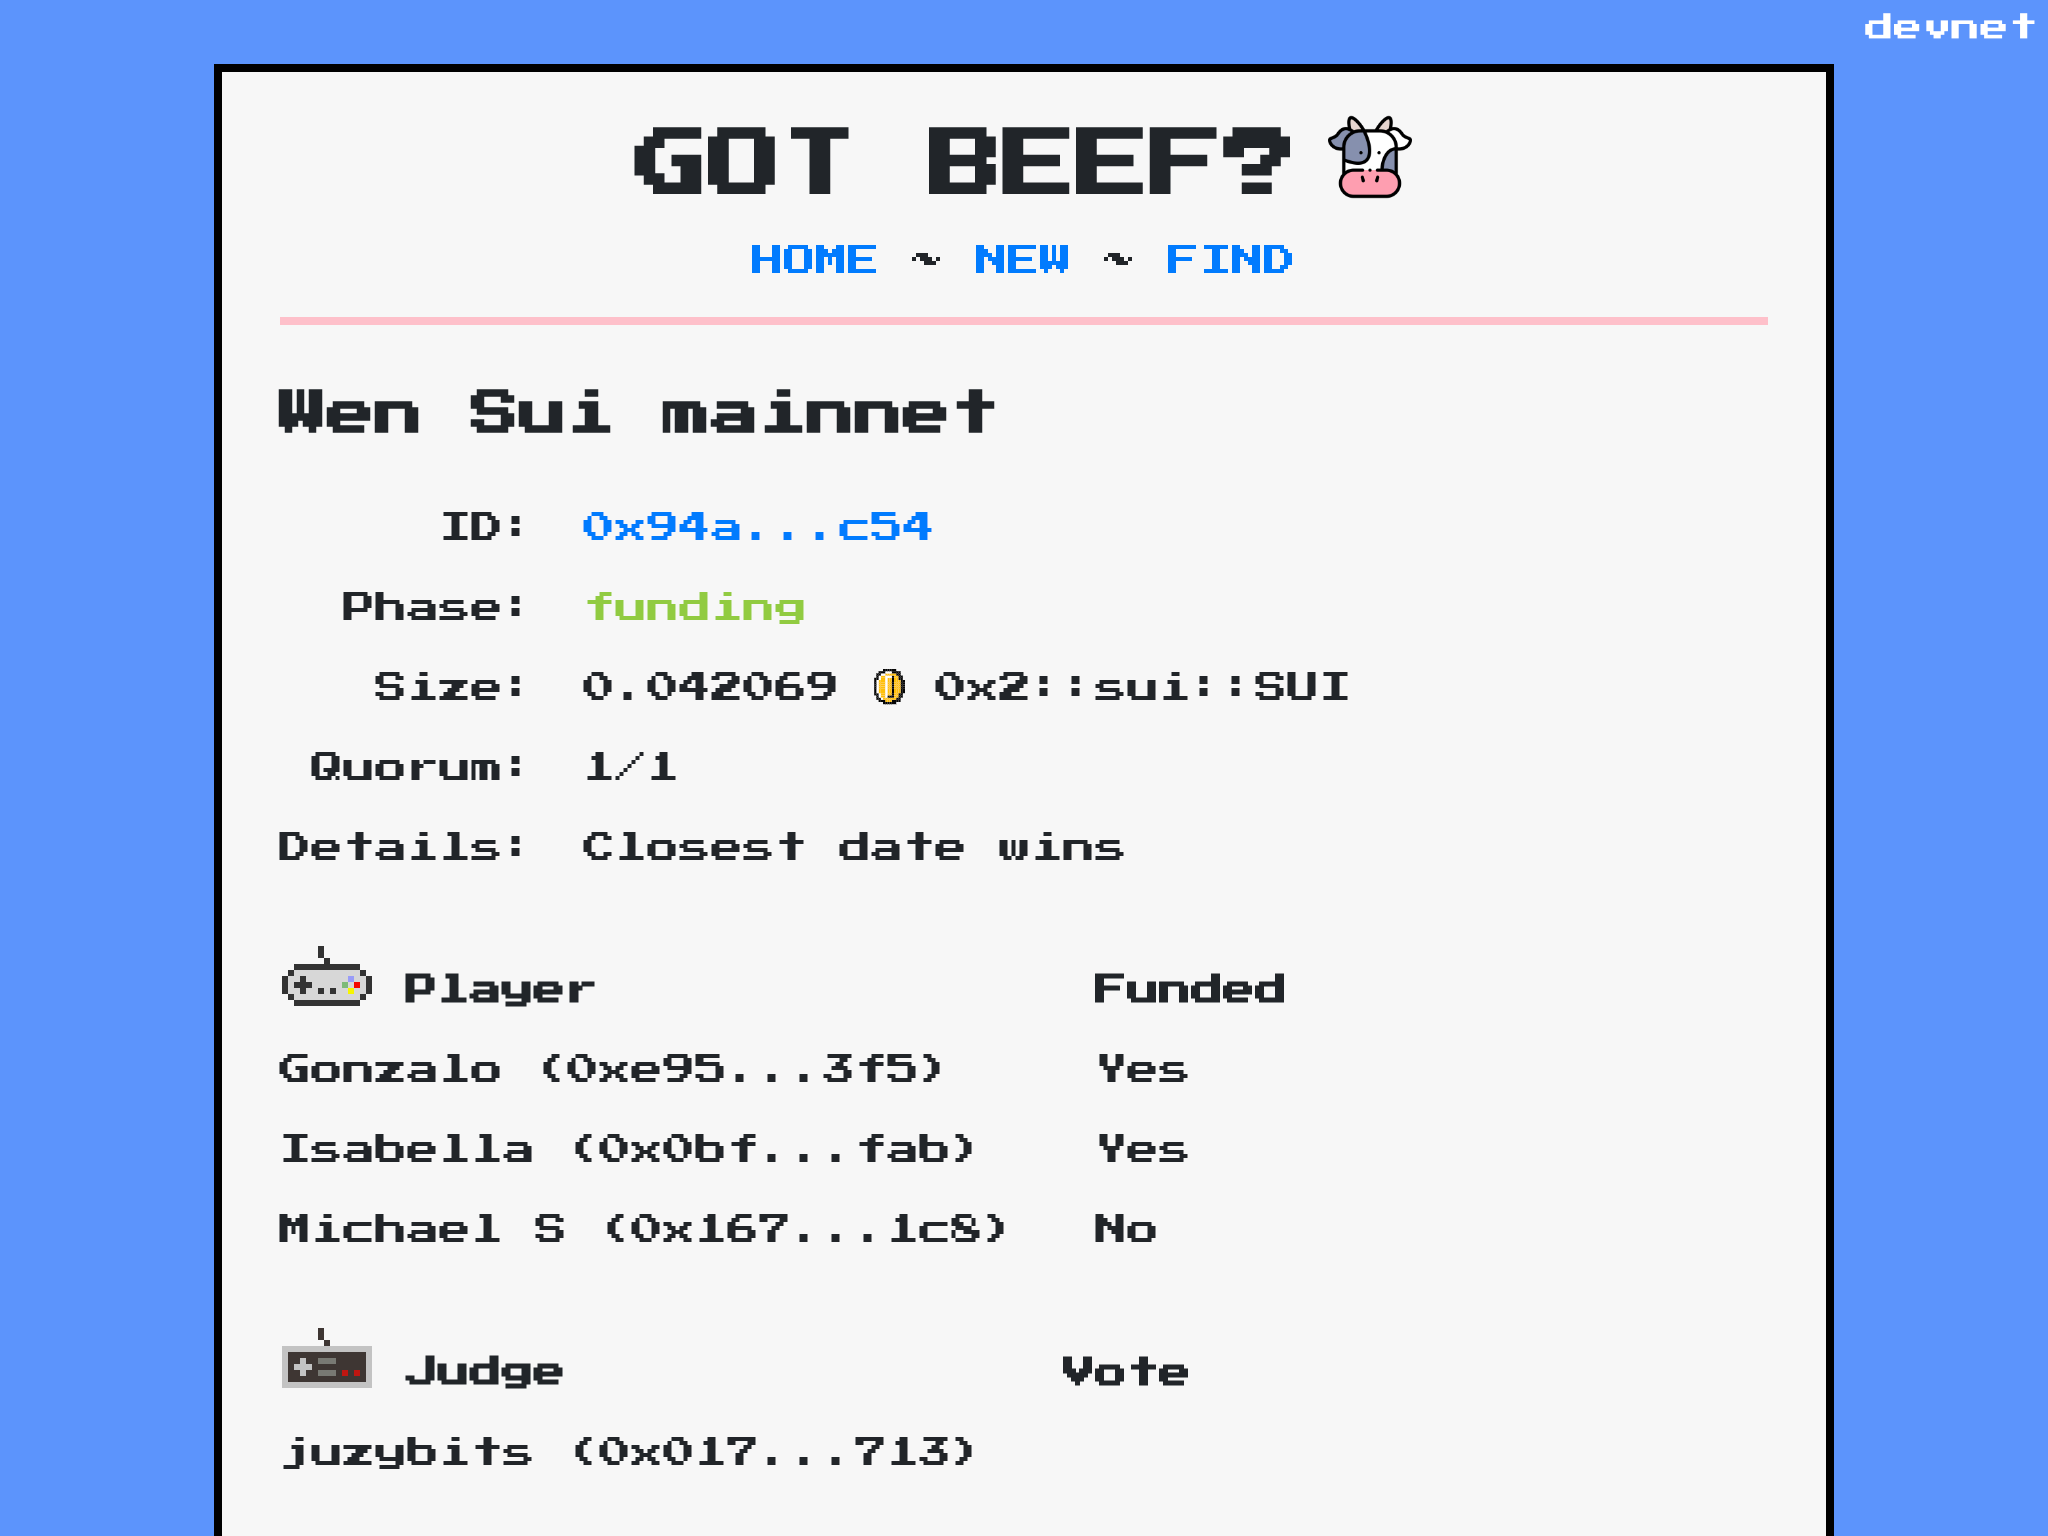 devnet
GOT BEEF?
HOME ~ NEW ~ FIND
Wen Sui mainnet
ID: 0x94a...c54
Phase: funding
Size: 0.042069 0x2::sui::SUI
Quorum: 1/1
Details: Closest date wins
Player Funded
Gonzalo (0xe95...3f5) Yes
Isabella (0x0bf...fab) Yes
Michael S (0x167...1c8) No
Judge Vote
juzybits (0x017...713)